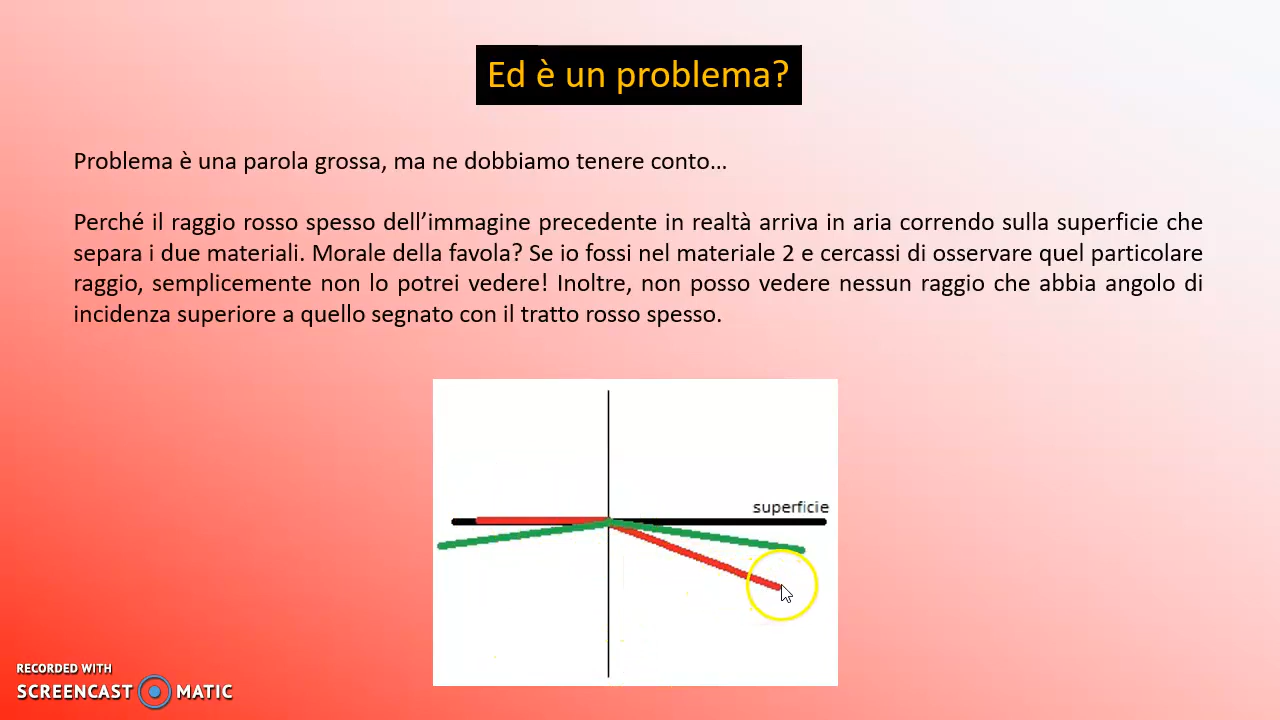 Ed è un problema?
Problema è una parola grossa, ma ne dobbiamo tenere conto…
Perché il raggio rosso spesso dell’immagine precedente in realtà arriva in aria correndo sulla superficie che
separa i due materiali. Morale della favola? Se io fossi nel materiale 2 e cercassi di osservare quel particolare
raggio, semplicemente non lo potrei vedere! Inoltre, non posso vedere nessun raggio che abbia angolo di
incidenza superiore a quello segnato con il tratto rosso spesso.
superficie
RECORDED WITH
SCREENCAST MATIC